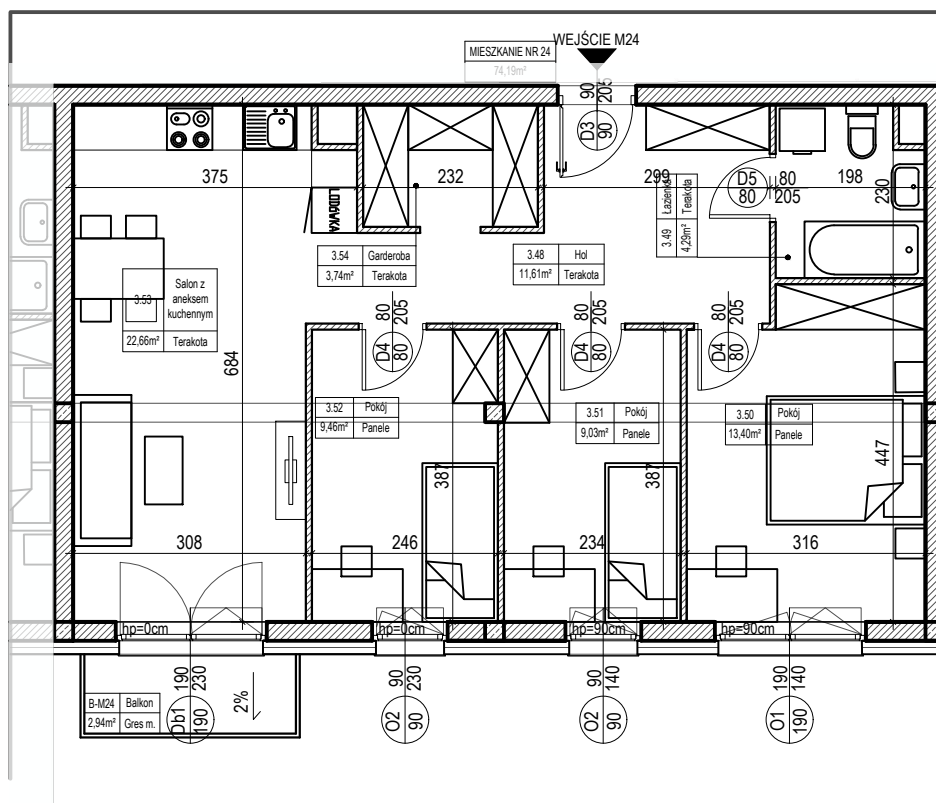 WEJŚCIE M24
MIESZKANIE NR 24
74,19m²
90
205
D3
90
375
232
299
D5
80
80
205
198
230
LODÓWKA
3.49
Łazienka
4,29m²
Terakota
3.54 Garderoba
3,74m² Terakota
3.48 Hol
11,61m² Terakota
3.53
Salon z
aneksem
kuchennym
22,66m² Terakota
684
80
205
D4
80
80
205
D4
80
80
205
D4
80
3.52 Pokój
9,46m² Panele
3.51 Pokój
9,03m² Panele
3.50 Pokój
13,40m² Panele
387
387
447
308
246
234
316
hp=0cm
hp=0cm
hp=90cm
hp=90cm
B-M24 Balkon
2,94m² Gres m.
190
230
Db1
190
2%
90
230
O2
90
90
140
O2
90
190
140
O1
190